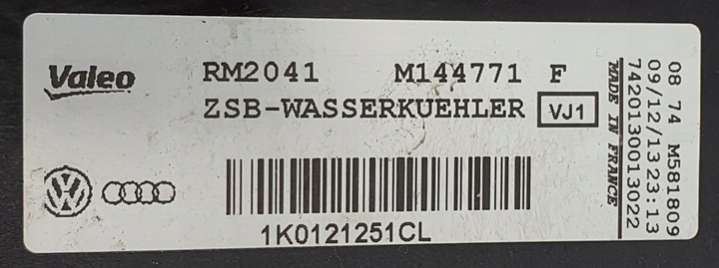 Valeo
RM2041 M144771 F
ZSB-WASSERKUEHLER VJ1
1K0121251CL
08 74 M581809
09/12/13 23:13
7420130013022
MADE IN FRANCE